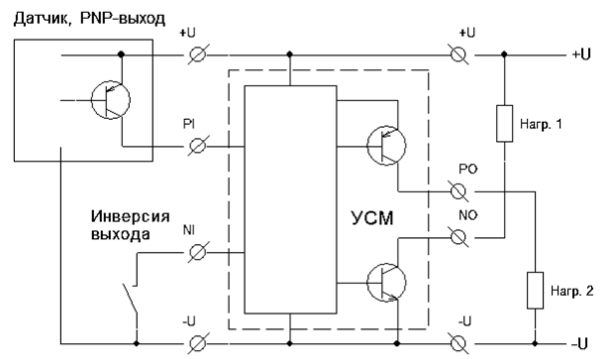 Датчик, PNP-выход
+U
+U
+U
PI
Нагр. 1
PO
Инверсия
выхода
NI
УСМ
NO
Нагр. 2
-U
-U
-U